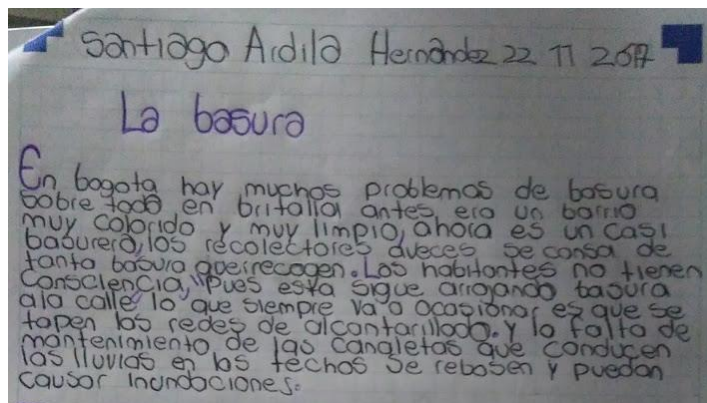 Santiago Ardila Hernández 22 11 2017
La basura
En bogota hay muchos problemas de basura
sobre todo en britalia antes era un barrio
muy colorido y muy limpio, ahora es un casi
basurero, los recolectores aveces se cansa de
tanta basura que recogen. Los habitantes no tienen
Consciencia, pues esta sigue arrogando basura
ala calle lo que siempre va a ocasionar es que se
tapen las redes de alcantarillado. Y la falta de
mantenimiento de las canaletas que conducen
las lluvias en los techos se rebosen y puedan
causar inundaciones.